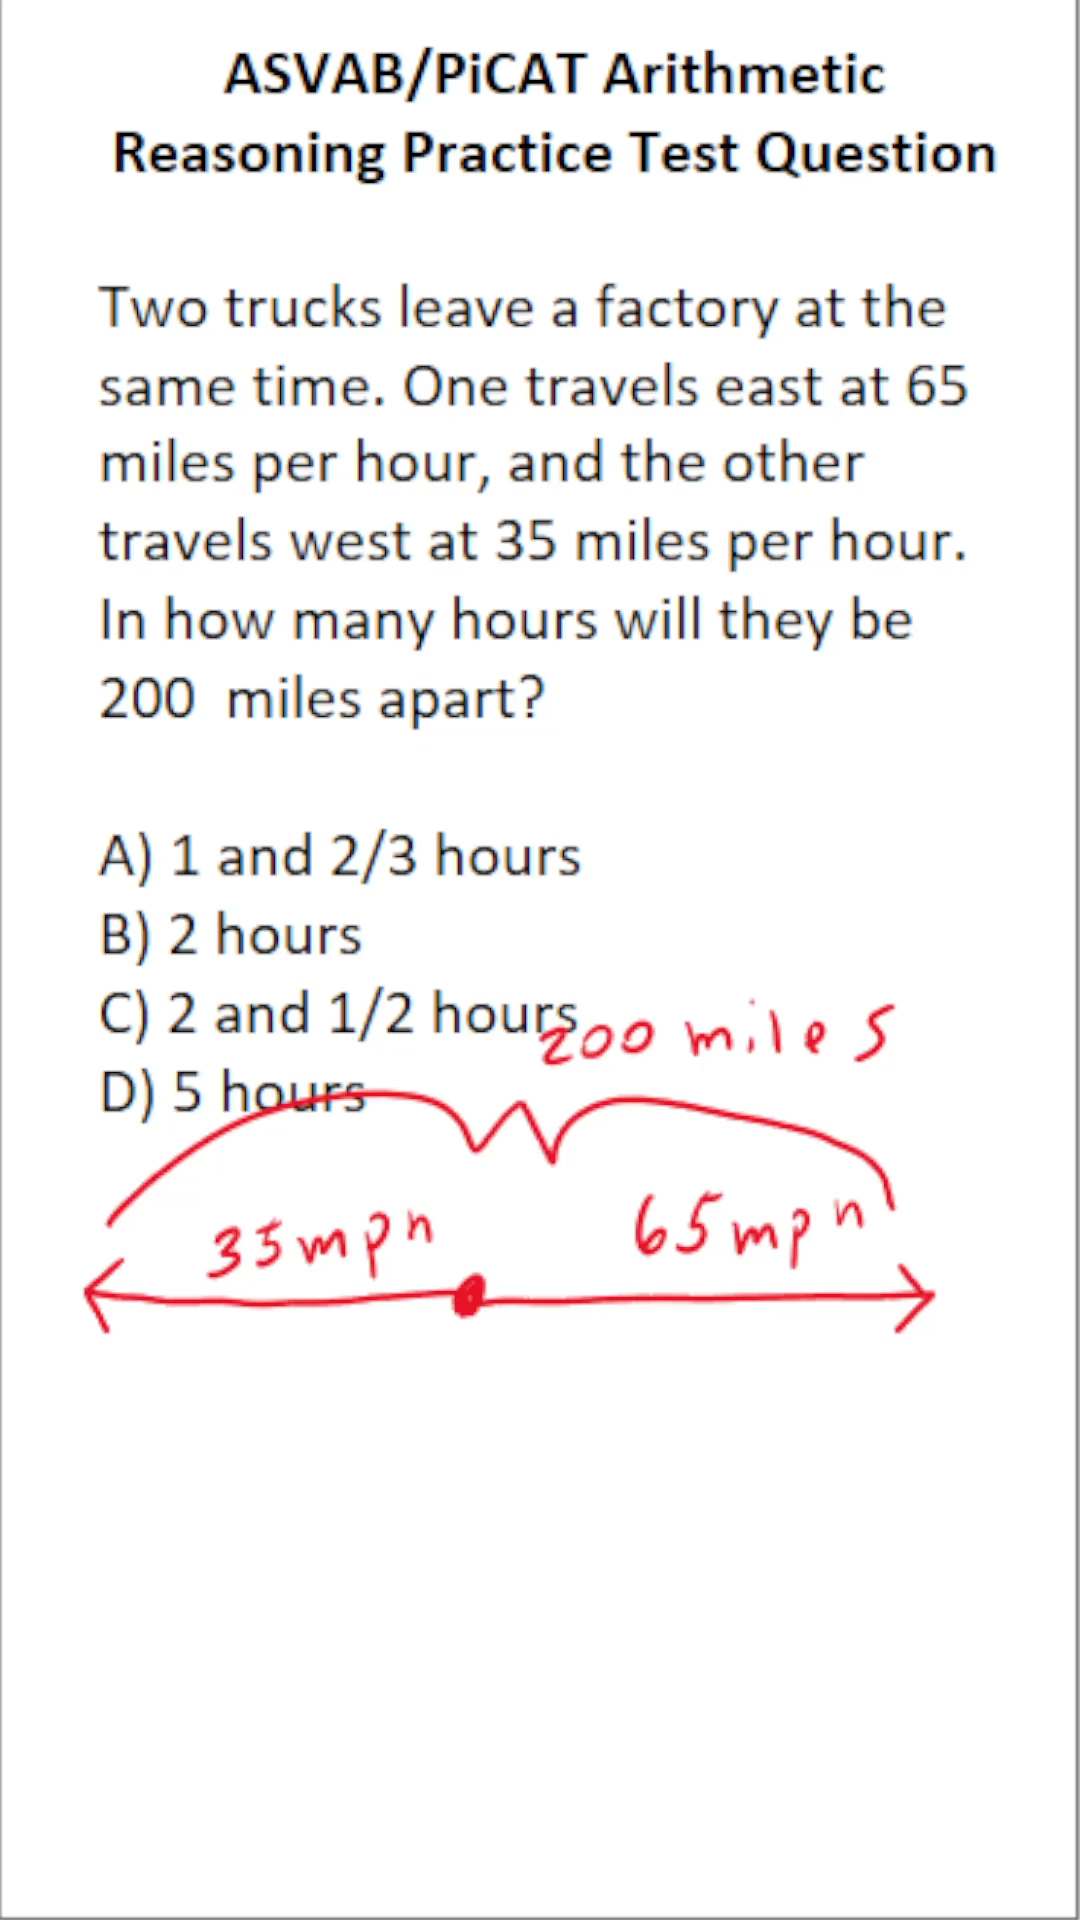 ASVAB/PiCAT Arithmetic
Reasoning Practice Test Question
Two trucks leave a factory at the
same time. One travels east at 65
miles per hour, and the other
travels west at 35 miles per hour.
In how many hours will they be
200 miles apart?
A) 1 and 2/3 hours
B) 2 hours
C) 2 and 1/2 hours
200 miles
D) 5 hours
35mph 65mph